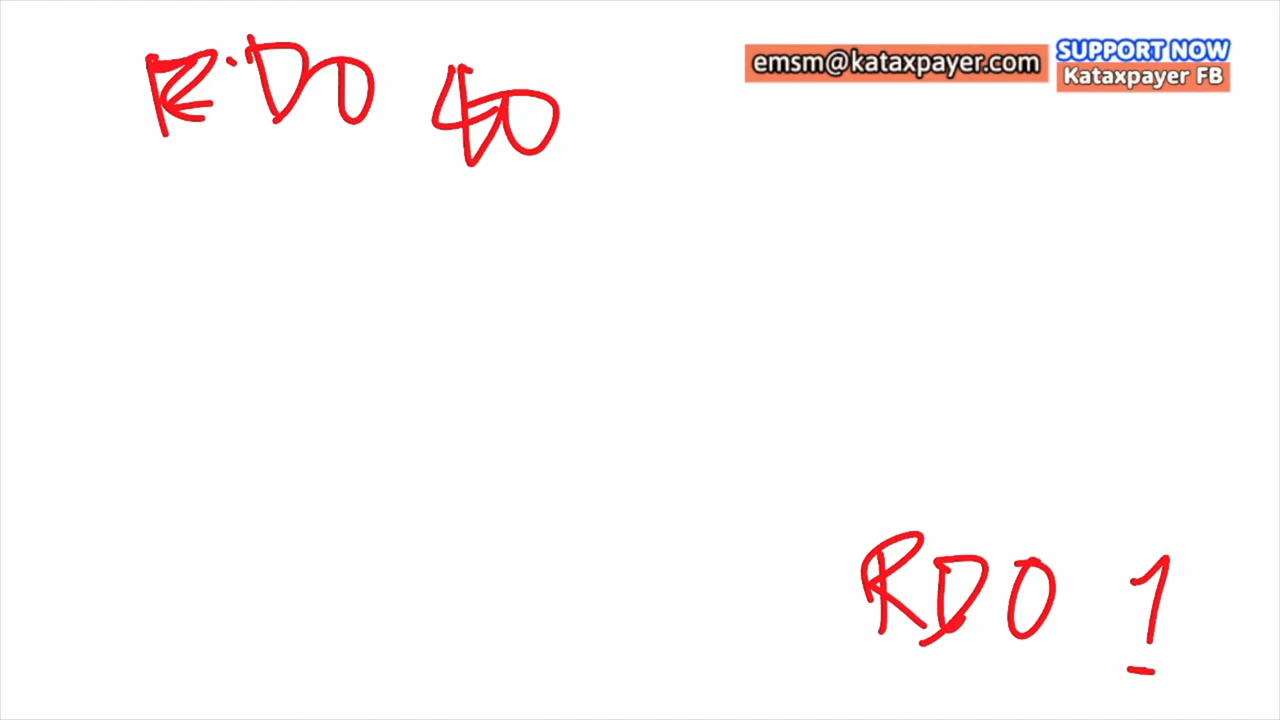 RDO 40
emsm@kataxpayer.com
SUPPORT NOW
Kataxpayer FB
RDO 1